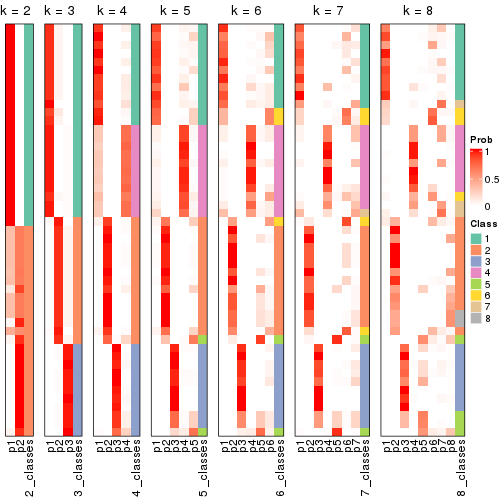 k = 2
k = 3
k = 4
k = 5
k = 6
k = 7
k = 8
Prob
1
0.5
0
Class
1
2
3
4
5
6
7
8
p1
p2
2_classes
p1
p2
p3
3_classes
p1
p2
p3
p4
4_classes
p1
p2
p3
p4
p5
5_classes
p1
p2
p3
p4
p5
p6
6_classes
p1
p2
p3
p4
p5
p6
p7
7_classes
p1
p2
p3
p4
p5
p6
p7
p8
8_classes